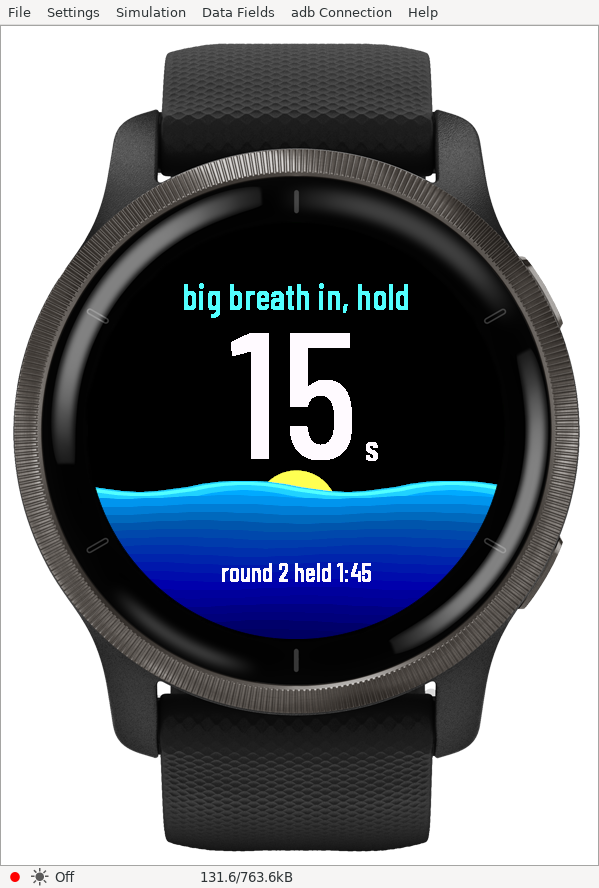 File Settings Simulation Data Fields adb Connection Help
big breath in, hold
15 s
round 2 held 1:45
Off 131.6/763.6kB